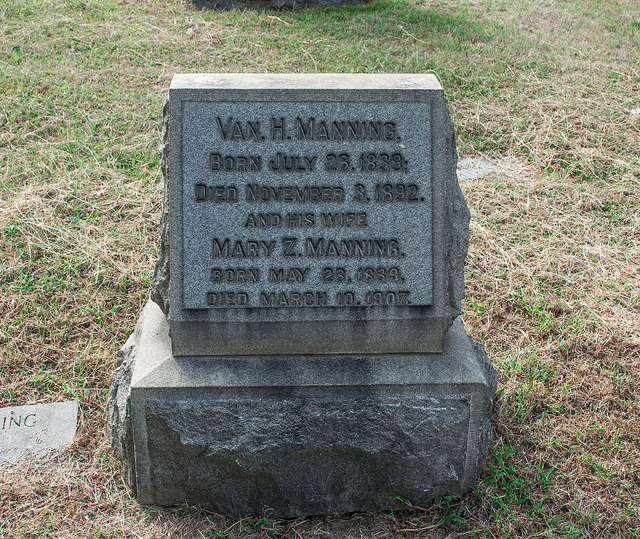 VAN. H. MANNING.
BORN JULY 26. 1839:
DIED NOVEMBER 3. 1892.
AND HIS WIFE
MARY Z. MANNING.
BORN MAY 23. 1839.
DIED MARCH 10. 1907.
ING